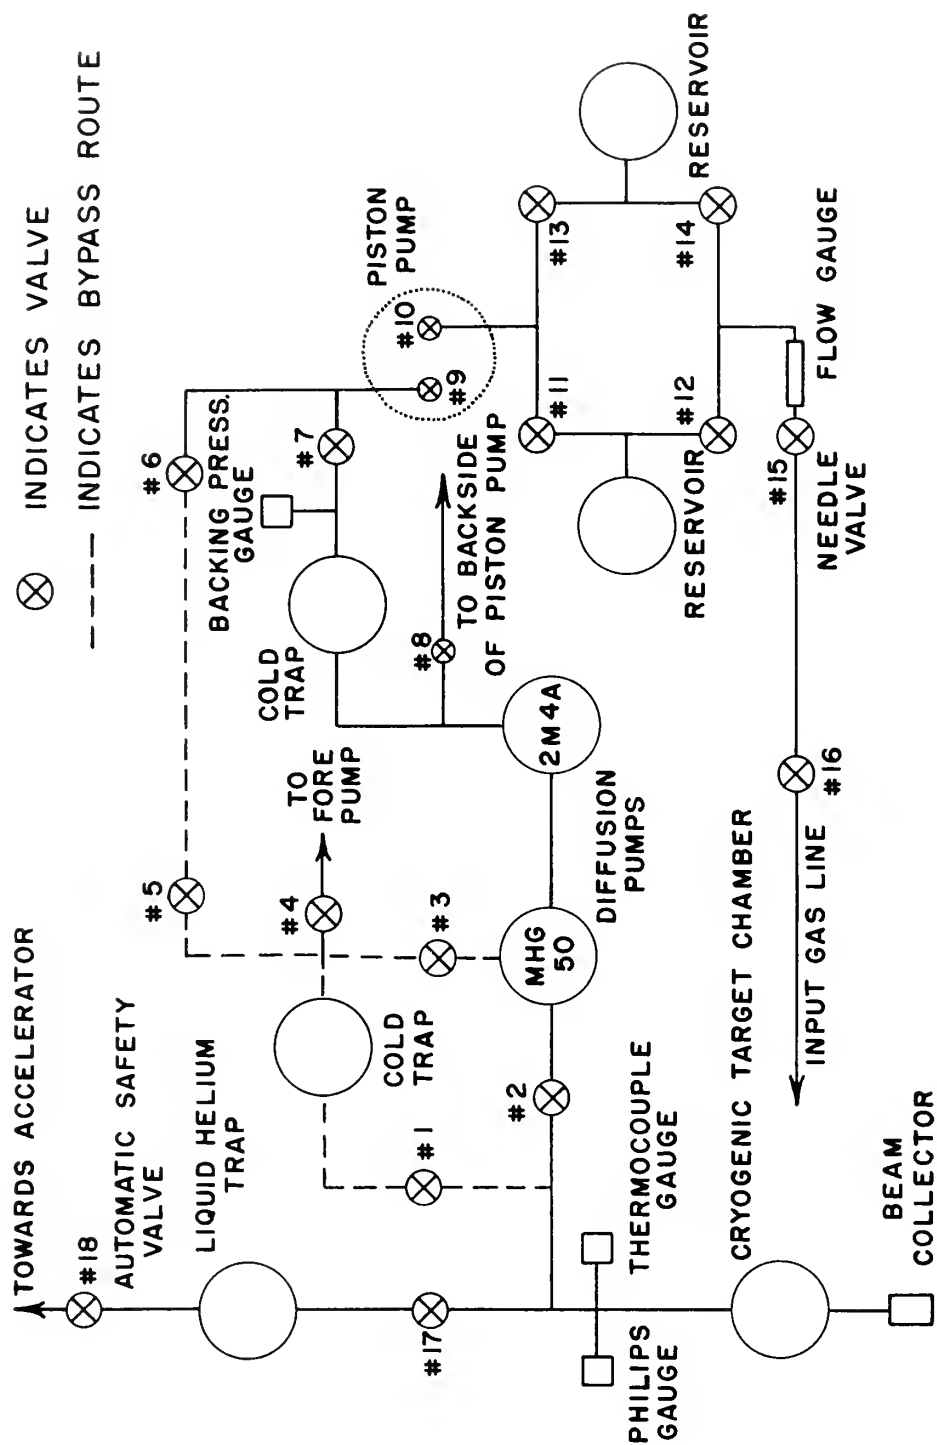 INDICATES VALVE
INDICATES BYPASS ROUTE
TOWARDS ACCELERATOR
#18
AUTOMATIC SAFETY
VALVE
LIQUID HELIUM
TRAP
#17
#5
#6
#4
TO
FORE
PUMP
COLD
TRAP
#1
#3
#2
MHG
50
DIFFUSION
PUMPS
2M4A
COLD
TRAP
BACKING PRESS.
GAUGE
#7
#8
TO BACKSIDE
OF PISTON PUMP
PISTON
PUMP
#9
#10
#11
#13
#12
#14
RESERVOIR
RESERVOIR
FLOW GAUGE
#15
NEEDLE
VALVE
#16
INPUT GAS LINE
PHILIPS
GAUGE
THERMOCOUPLE
GAUGE
CRYOGENIC TARGET CHAMBER
BEAM
COLLECTOR